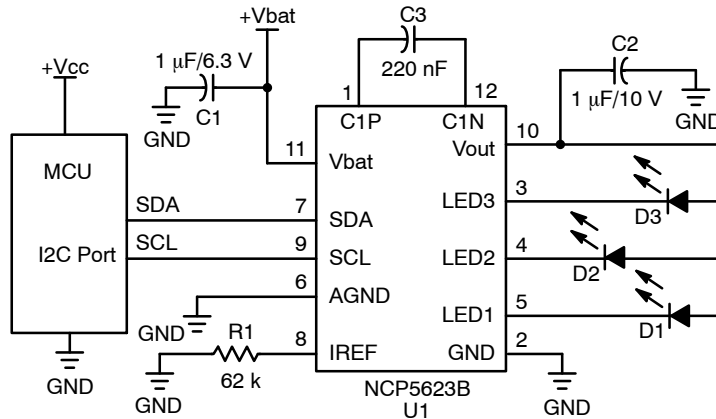 +Vbat
C3
C2
+Vcc
1 μF/6.3 V
220 nF
1
12
1 μF/10 V
GND
C1
C1P
C1N
10
GND
MCU
11
Vbat
Vout
SDA
7
SDA
LED3
3
D3
I2C Port
SCL
9
SCL
LED2
4
D2
6
AGND
GND
LED1
5
D1
R1
8
IREF
GND
2
GND
62 k
GND
NCP5623B
GND
U1